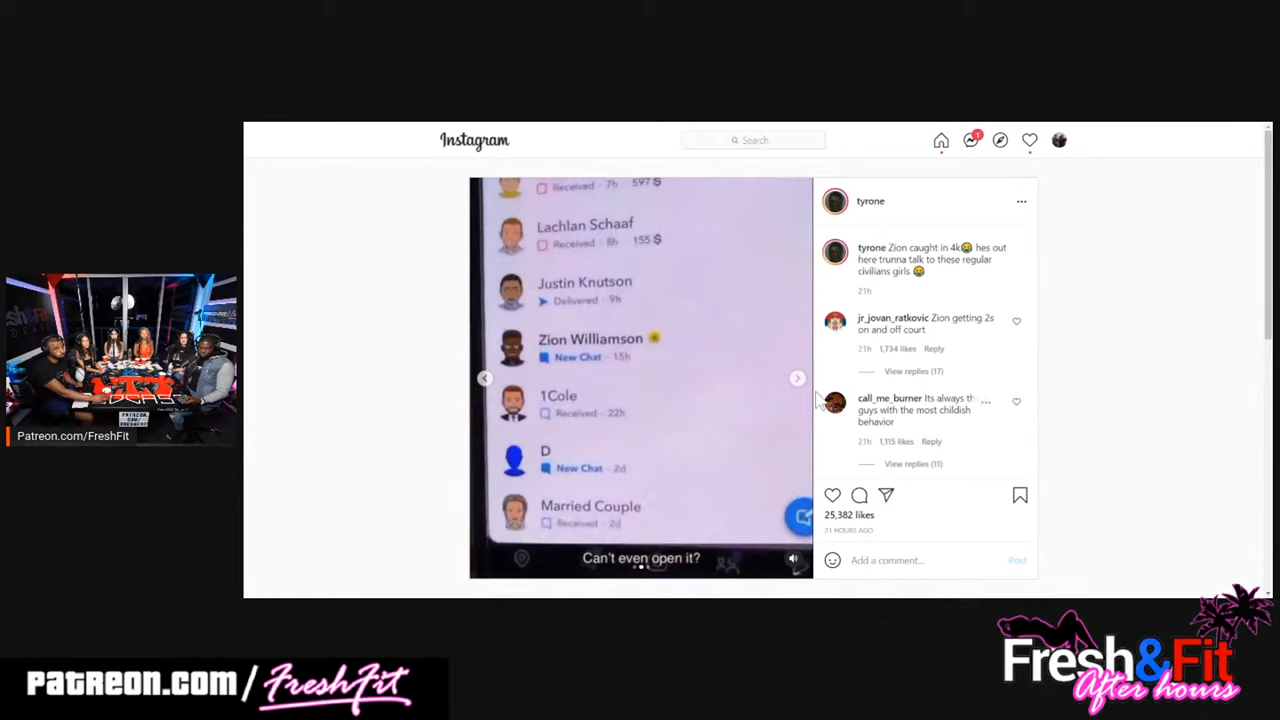 Instagram
Search
1
Received · 7h 597 $
Lachlan Schaaf
Received · 8h 155 $
Justin Knutson
Delivered · 9h
Zion Williamson
New Chat · 15h
1Cole
Received · 22h
D
New Chat · 2d
Married Couple
Received · 2d
Can't even open it?
tyrone
tyrone Zion caught in 4k😂 hes out
here trunna talk to these regular
civilians girls 😂
21h
jr_jovan_ratkovic Zion getting 2s
on and off court
21h 1,734 likes Reply
View replies (17)
call_me_burner Its always th
guys with the most childish
behavior
21h 1,115 likes Reply
View replies (11)
25,382 likes
21 HOURS AGO
Add a comment...
Post
Patreon.com/FreshFit
Patreon.com/FreshFit
Fresh&Fit
After hours